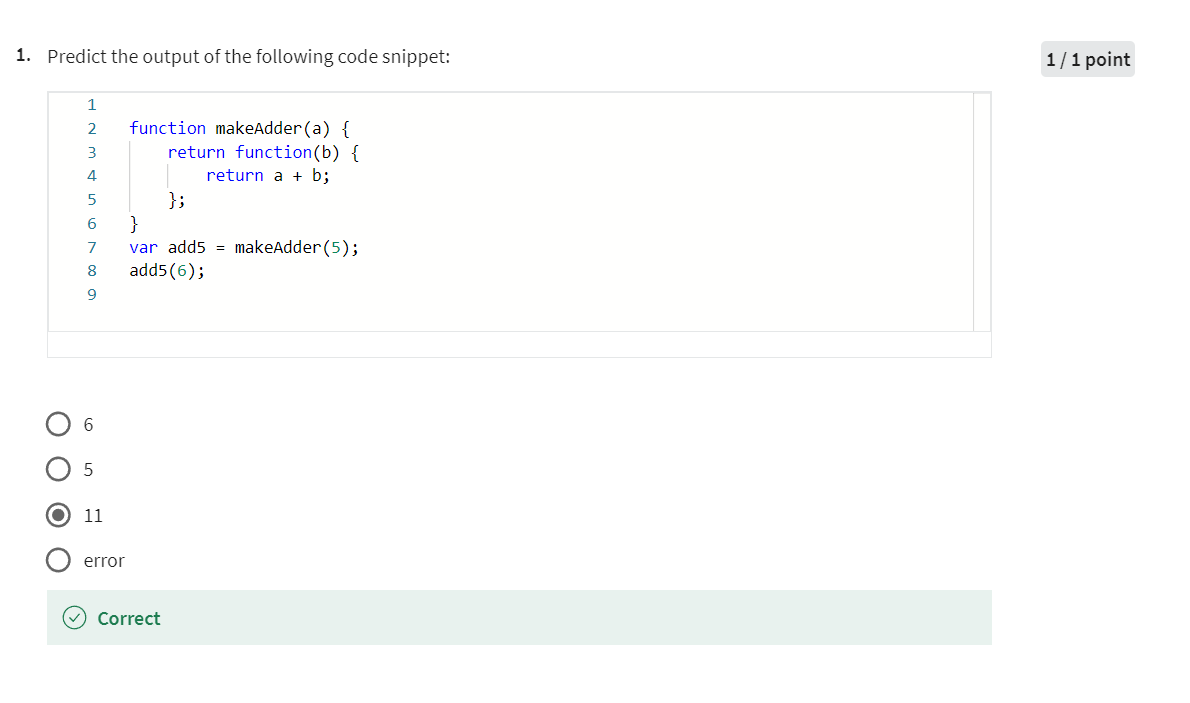 1. Predict the output of the following code snippet:
1 / 1 point
1
2 function makeAdder(a) {
3     return function(b) {
4         return a + b;
5     };
6 }
7 var add5 = makeAdder(5);
8 add5(6);
9
6
5
11
error
Correct